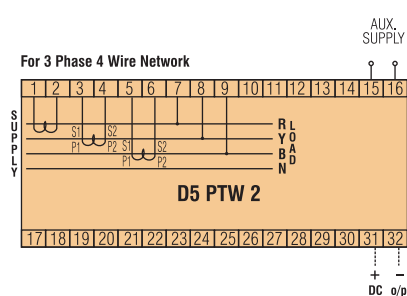 AUX.
SUPPLY
For 3 Phase 4 Wire Network
1 2 3 4 5 6 7 8 9 10 11 12 13 14 15 16
SUPPLY
S1 S2
P1 P2
S1 S2
P1 P2
R
Y
B
N
LOAD
D5 PTW 2
17 18 19 20 21 22 23 24 25 26 27 28 29 30 31 32
+ −
DC o/p